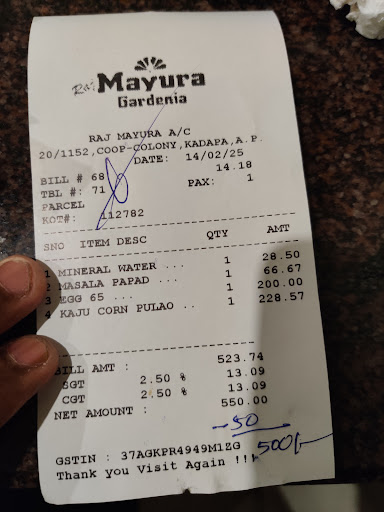 Raj Mayura
Gardenia
RAJ MAYURA A/C
20/1152,COOP-COLONY,KADAPA,A.P.
DATE: 14/02/25
BILL # 68 14.18
TBL #: 71 PAX: 1
PARCEL
KOT#: 112782
SNO ITEM DESC QTY AMT
1 MINERAL WATER ... 1 28.50
2 MASALA PAPAD ... 1 66.67
3 EGG 65 ... 1 200.00
4 KAJU CORN PULAO .. 1 228.57
BILL AMT : 523.74
SGT 2.50 % 13.09
CGT 2.50 % 13.09
NET AMOUNT : 550.00
-50
500/-
GSTIN : 37AGKPR4949M1ZG
Thank you Visit Again !!!